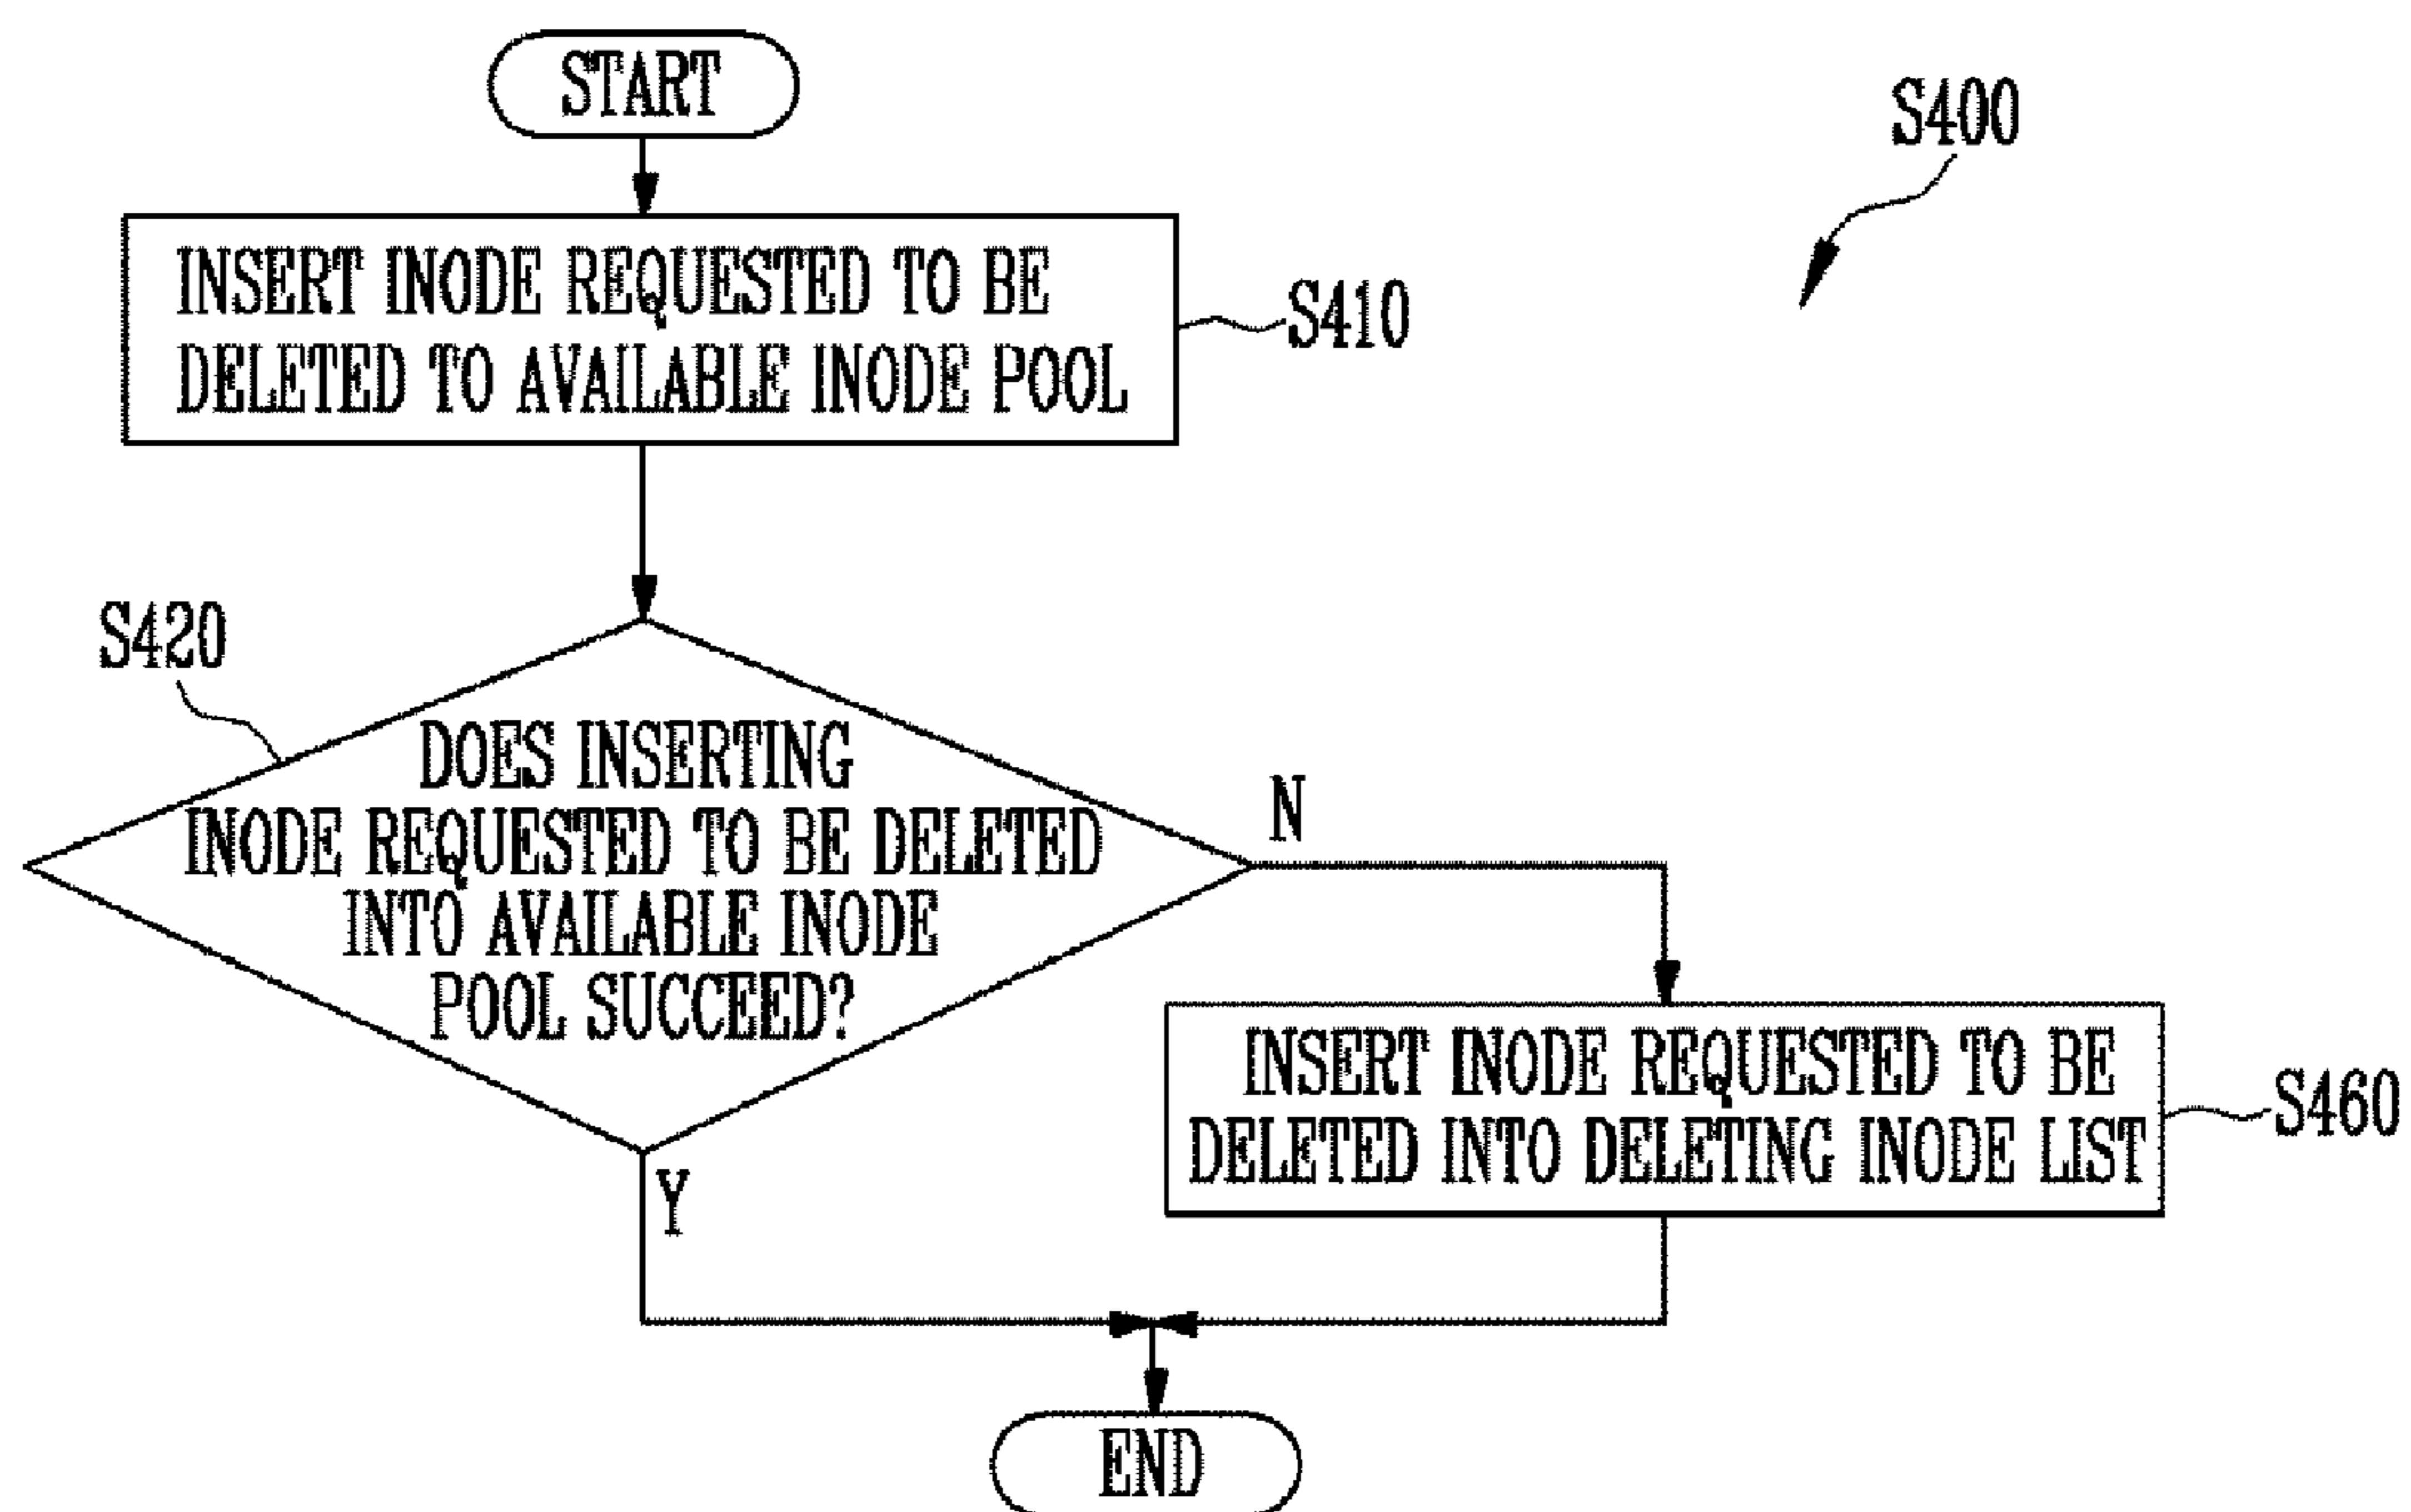 START
S400
INSERT INODE REQUESTED TO BE
DELETED TO AVAILABLE INODE POOL
S410
S420
DOES INSERTING
INODE REQUESTED TO BE DELETED
INTO AVAILABLE INODE
POOL SUCCEED?
N
INSERT INODE REQUESTED TO BE
DELETED INTO DELETING INODE LIST
S460
Y
END